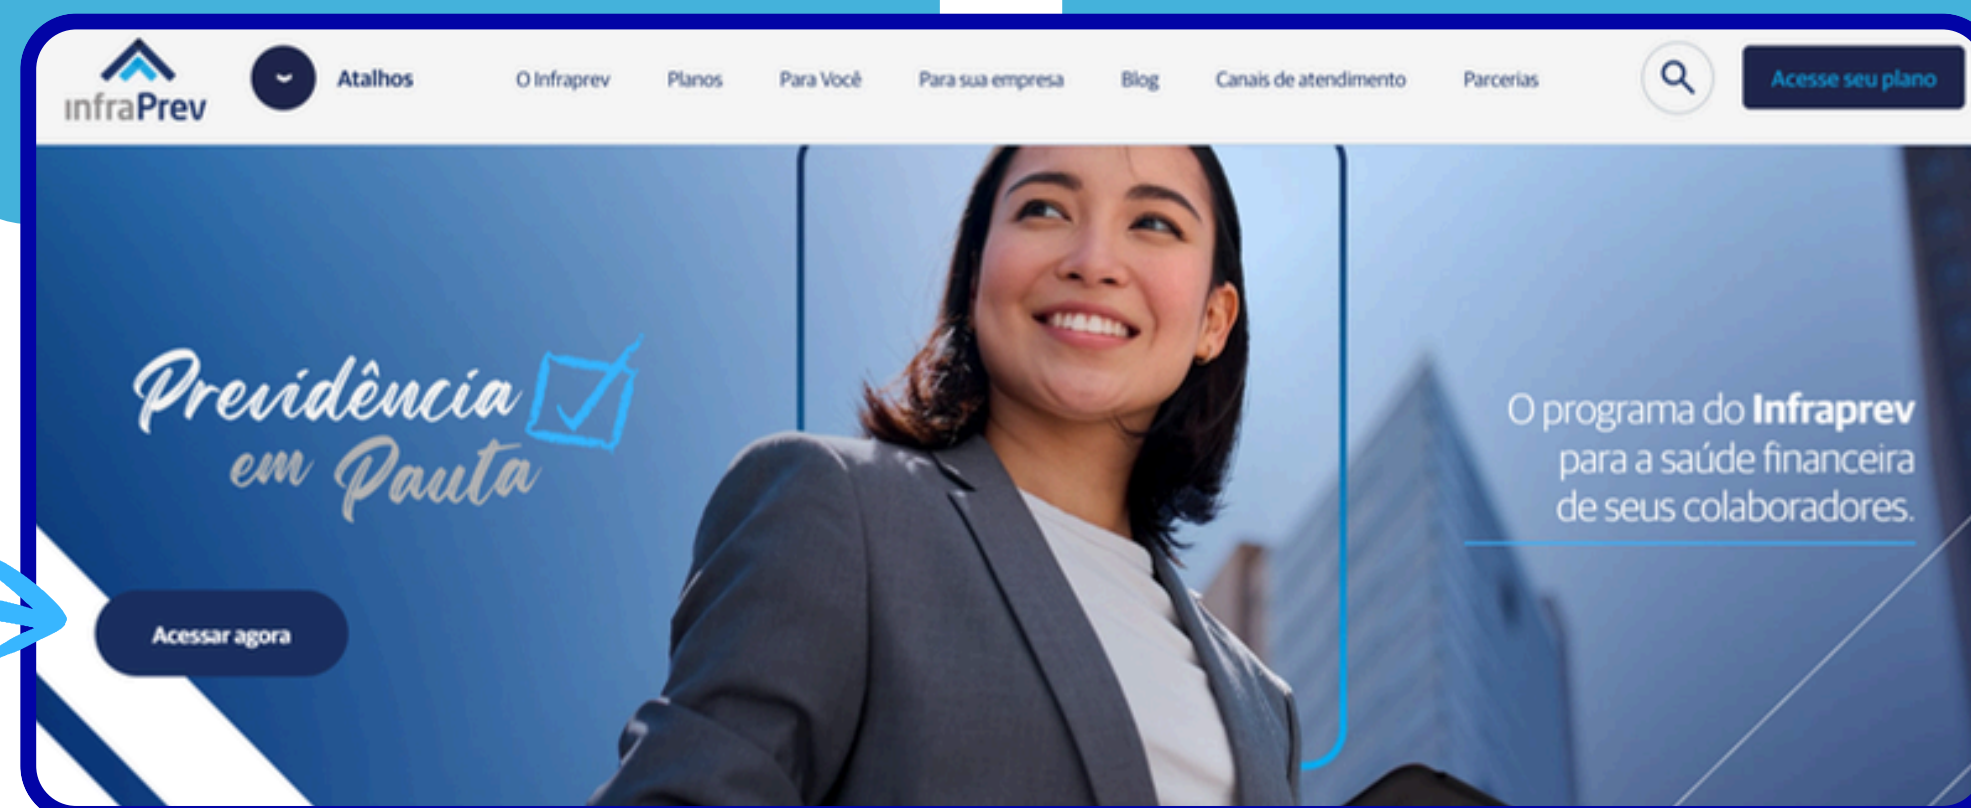 ınfraPrev
Atalhos
O Infraprev
Planos
Para Você
Para sua empresa
Blog
Canais de atendimento
Parcerias
Acesse seu plano
Previdência
em Pauta
O programa do Infraprev
para a saúde financeira
de seus colaboradores.
Acessar agora